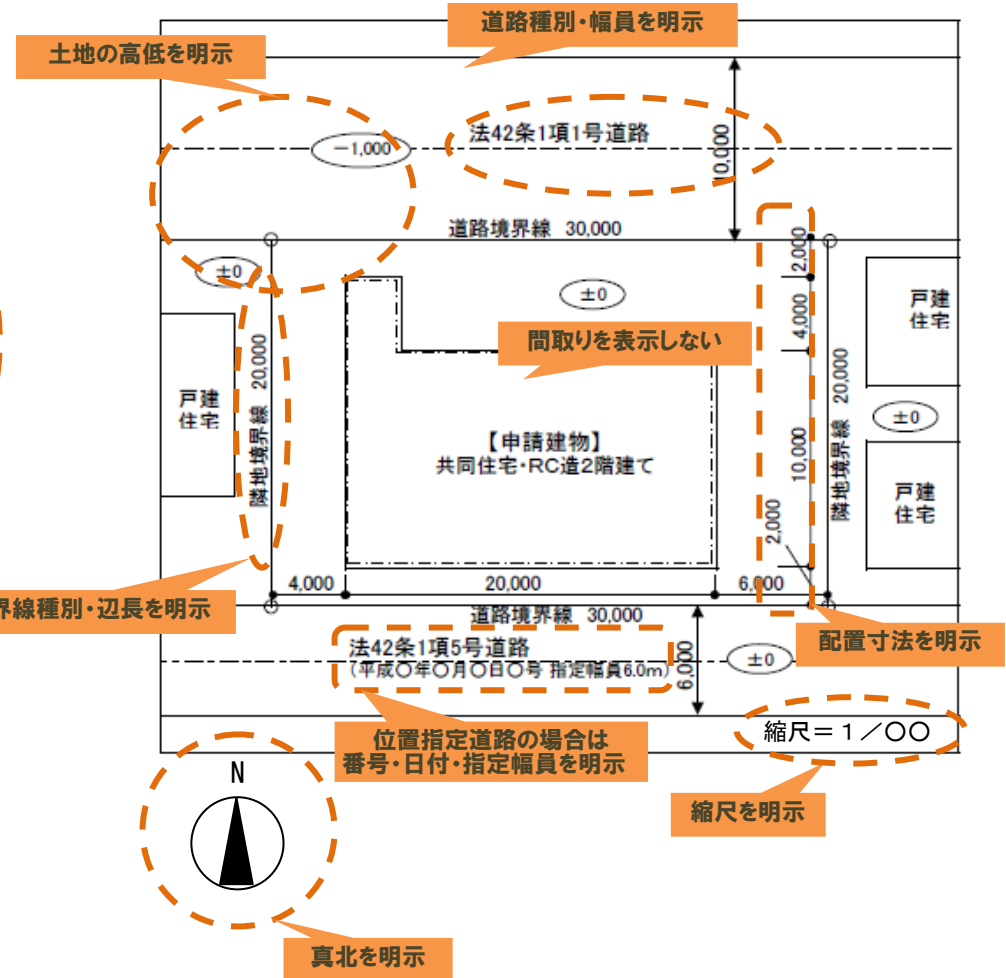 道路種別・幅員を明示
土地の高低を明示
法42条1項1号道路
－1,000
10,000
道路境界線 30,000
±0
±0
2,000
4,000
戸建
住宅
間取りを表示しない
隣地境界線 20,000
戸建
住宅
【申請建物】
共同住宅・RC造2階建て
10,000
隣地境界線 20,000
±0
戸建
住宅
2,000
4,000
20,000
6,000
界線種別・辺長を明示
道路境界線 30,000
配置寸法を明示
法42条1項5号道路
(平成〇年〇月〇日〇号 指定幅員6.0m)
6,000
±0
縮尺＝１／〇〇
位置指定道路の場合は
番号・日付・指定幅員を明示
N
縮尺を明示
真北を明示